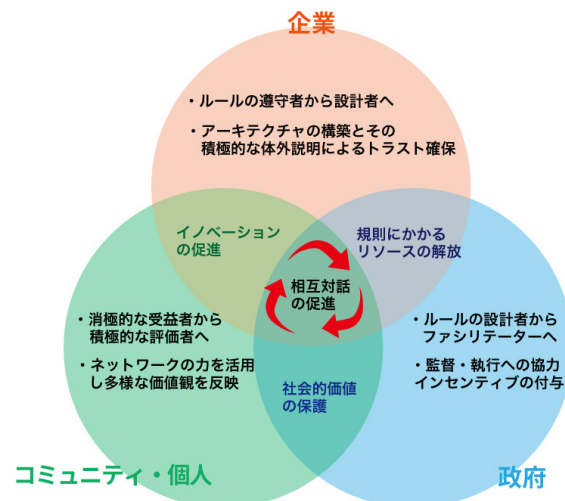 企業
・ルールの遵守者から設計者へ
・アーキテクチャの構築とその
積極的な体外説明によるトラスト確保
イノベーション
の促進
規則にかかる
リソースの解放
相互対話
の促進
・消極的な受益者から
積極的な評価者へ
・ネットワークの力を活用
し多様な価値観を反映
・ルールの設計者から
ファシリテーターへ
・監督・執行への協力
インセンティブの付与
社会的価値
の保護
コミュニティ・個人
政府